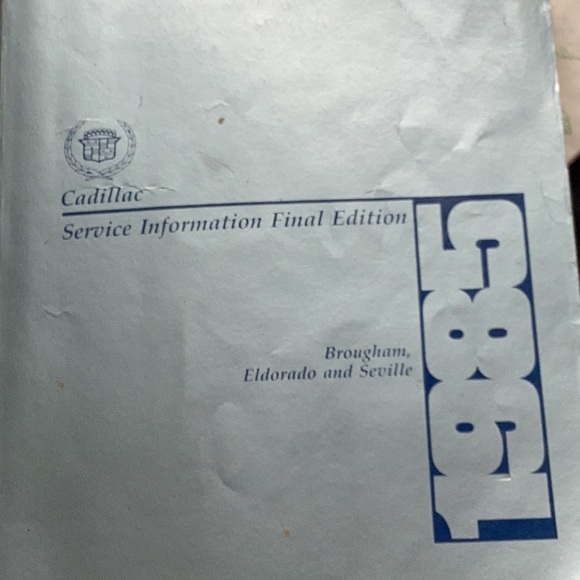 Cadillac
Service Information Final Edition
Brougham,
Eldorado and Seville
1985